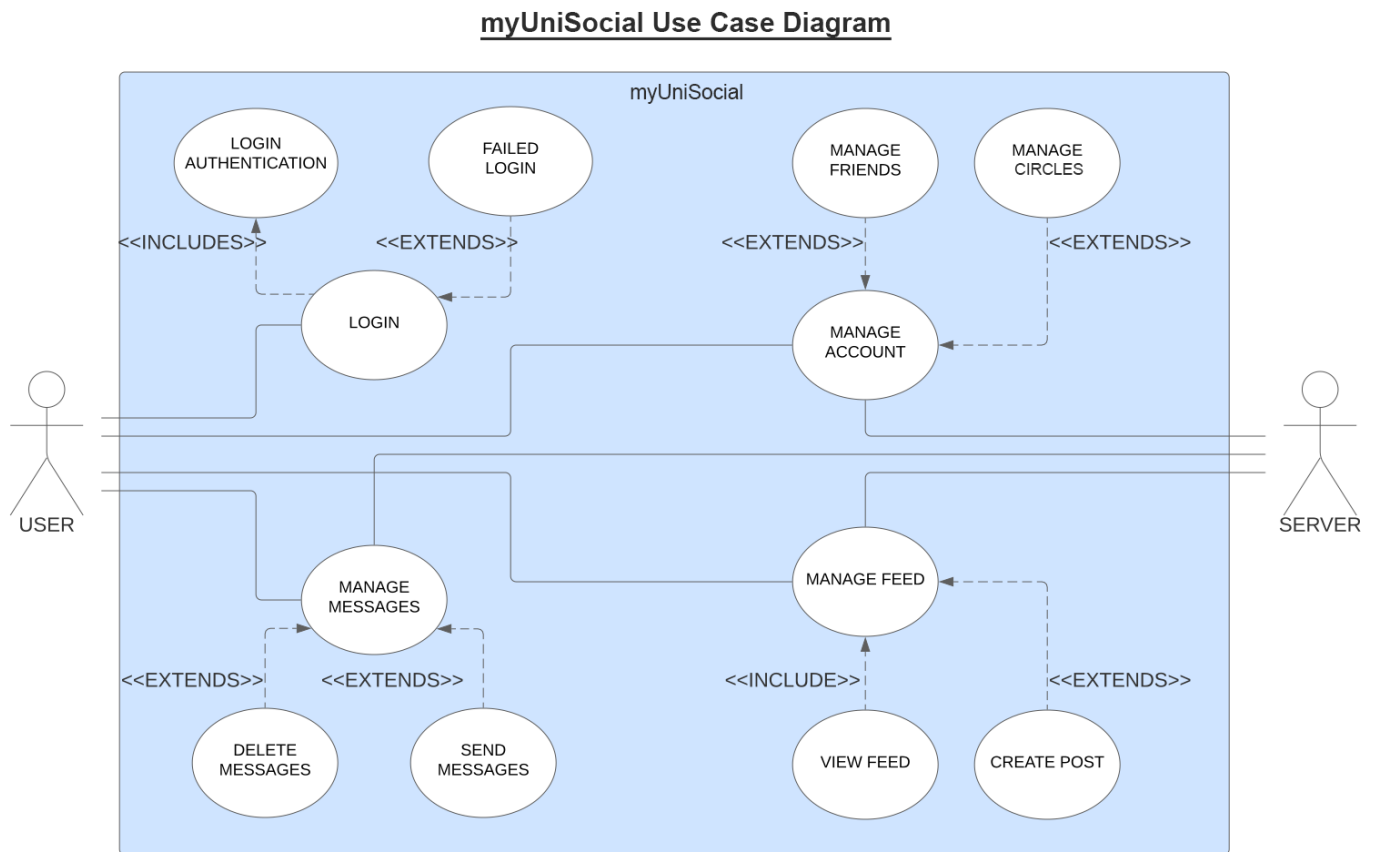 myUniSocial Use Case Diagram
myUniSocial
LOGIN
AUTHENTICATION
FAILED
LOGIN
MANAGE
FRIENDS
MANAGE
CIRCLES
<<INCLUDES>>
<<EXTENDS>>
<<EXTENDS>>
<<EXTENDS>>
LOGIN
MANAGE
ACCOUNT
USER
SERVER
MANAGE
MESSAGES
MANAGE FEED
<<EXTENDS>>
<<EXTENDS>>
<<INCLUDE>>
<<EXTENDS>>
DELETE
MESSAGES
SEND
MESSAGES
VIEW FEED
CREATE POST